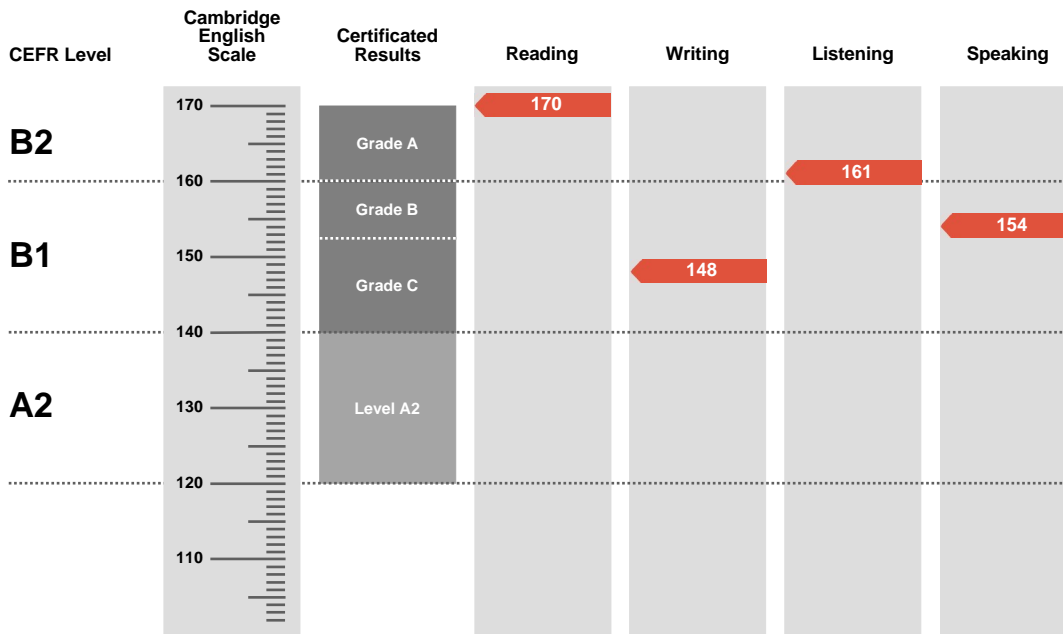 CEFR Level
Cambridge
English
Scale
Certificated
Results
Reading
Writing
Listening
Speaking
170
170
B2
Grade A
161
160
Grade B
154
B1
150
148
Grade C
140
A2
130
Level A2
120
110